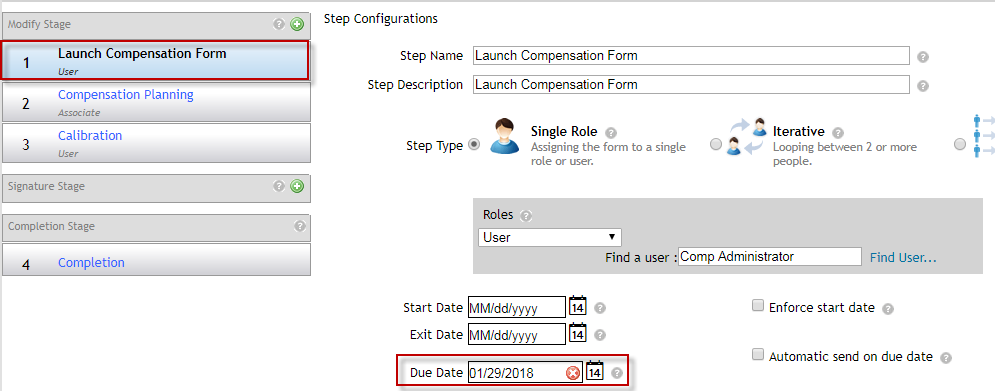 Modify Stage
1 Launch Compensation Form
User
2 Compensation Planning
Associate
3 Calibration
User
Signature Stage
Completion Stage
4 Completion
Step Configurations
Step Name Launch Compensation Form
Step Description Launch Compensation Form
Step Type
Single Role
Assigning the form to a single
role or user.
Iterative
Looping between 2 or more
people.
Roles
User
Find a user : Comp Administrator Find User...
Start Date MM/dd/yyyy 14 Enforce start date
Exit Date MM/dd/yyyy 14
Due Date 01/29/2018 14 Automatic send on due date